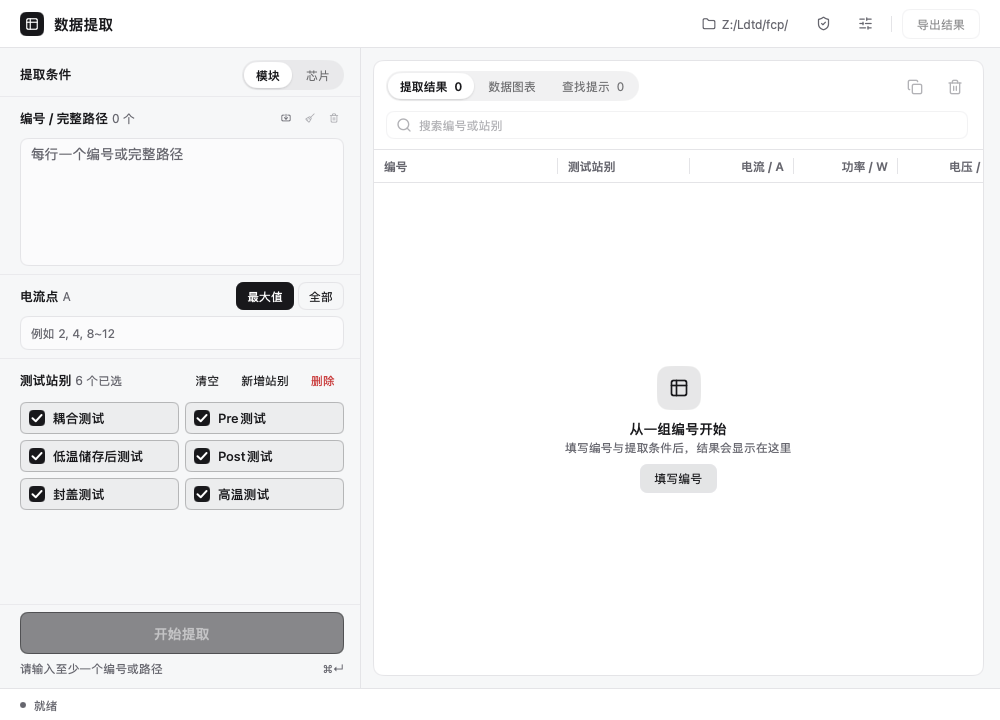 数据提取
Z:/Ldtd/fcp/
导出结果
提取条件
模块
芯片
编号 / 完整路径 0 个
每行一个编号或完整路径
电流点 A
最大值
全部
例如 2, 4, 8~12
测试站别 6 个已选
清空
新增站别
删除
耦合测试
Pre 测试
低温储存后测试
Post 测试
封盖测试
高温测试
开始提取
请输入至少一个编号或路径
⌘↵
提取结果 0
数据图表
查找提示 0
搜索编号或站别
编号
测试站别
电流 / A
功率 / W
电压 /
从一组编号开始
填写编号与提取条件后，结果会显示在这里
填写编号
就绪